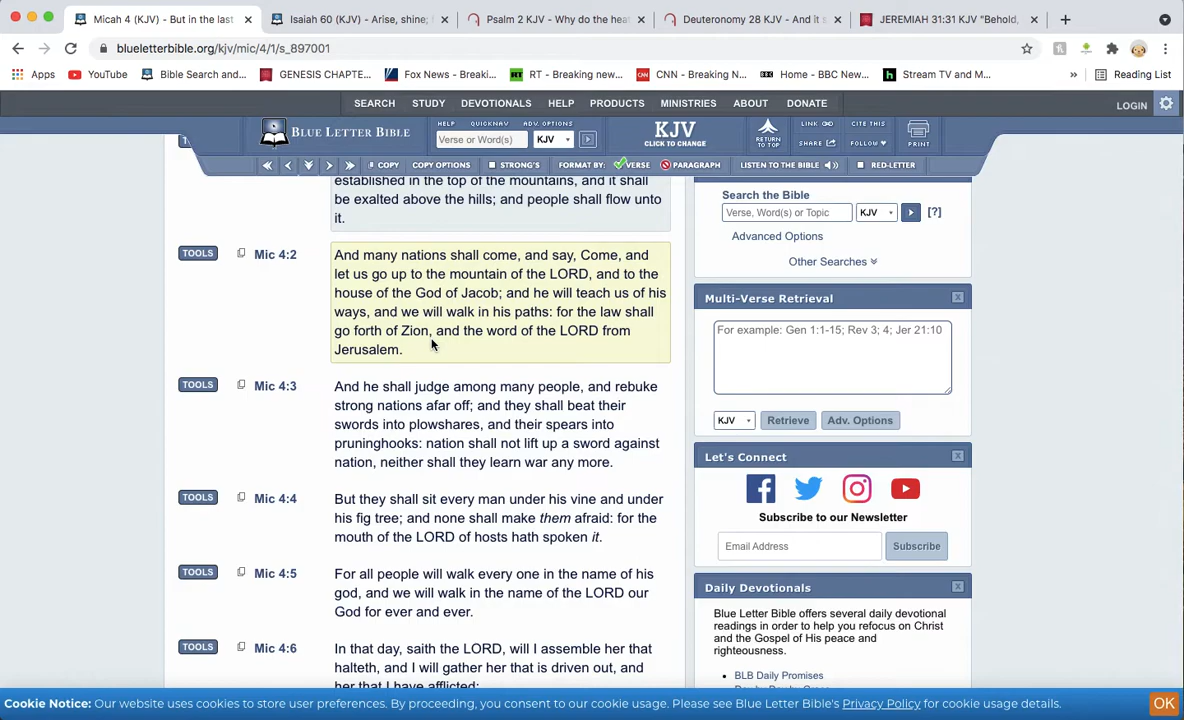 Micah 4 (KJV) - But in the last
Isaiah 60 (KJV) - Arise, shine;
Psalm 2 KJV - Why do the hea
Deuteronomy 28 KJV - And it s
JEREMIAH 31:31 KJV "Behold,
blueletterbible.org/kjv/mic/4/1/s_897001
Apps
YouTube
Bible Search and...
GENESIS CHAPTE...
Fox News - Breaki...
RT - Breaking new...
CNN - Breaking N...
Home - BBC New...
Stream TV and M...
Reading List
SEARCH STUDY DEVOTIONALS HELP PRODUCTS MINISTRIES ABOUT DONATE
LOGIN
BLUE LETTER BIBLE
HELP QUICKNAV ADV. OPTIONS
Verse or Word(s)
KJV
KJV
CLICK TO CHANGE
RETURN
TO TOP
LINK
SHARE
CITE THIS
FOLLOW
PRINT
COPY COPY OPTIONS STRONG'S FORMAT BY: VERSE PARAGRAPH LISTEN TO THE BIBLE RED-LETTER
established in the top of the mountains, and it shall
be exalted above the hills; and people shall flow unto
it.
TOOLS Mic 4:2
And many nations shall come, and say, Come, and
let us go up to the mountain of the LORD, and to the
house of the God of Jacob; and he will teach us of his
ways, and we will walk in his paths: for the law shall
go forth of Zion, and the word of the LORD from
Jerusalem.
TOOLS Mic 4:3
And he shall judge among many people, and rebuke
strong nations afar off; and they shall beat their
swords into plowshares, and their spears into
pruninghooks: nation shall not lift up a sword against
nation, neither shall they learn war any more.
TOOLS Mic 4:4
But they shall sit every man under his vine and under
his fig tree; and none shall make them afraid: for the
mouth of the LORD of hosts hath spoken it.
TOOLS Mic 4:5
For all people will walk every one in the name of his
god, and we will walk in the name of the LORD our
God for ever and ever.
TOOLS Mic 4:6
In that day, saith the LORD, will I assemble her that
halteth, and I will gather her that is driven out, and
her that I have afflicted;
Search the Bible
Verse, Word(s) or Topic
KJV
[?]
Advanced Options
Other Searches
Multi-Verse Retrieval
For example: Gen 1:1-15; Rev 3; 4; Jer 21:10
KJV
Retrieve
Adv. Options
Let's Connect
Subscribe to our Newsletter
Email Address
Subscribe
Daily Devotionals
Blue Letter Bible offers several daily devotional
readings in order to help you refocus on Christ
and the Gospel of His peace and
righteousness.
BLB Daily Promises
Cookie Notice: Our website uses cookies to store user preferences. By proceeding, you consent to our cookie usage. Please see Blue Letter Bible's Privacy Policy for cookie usage details.
OK